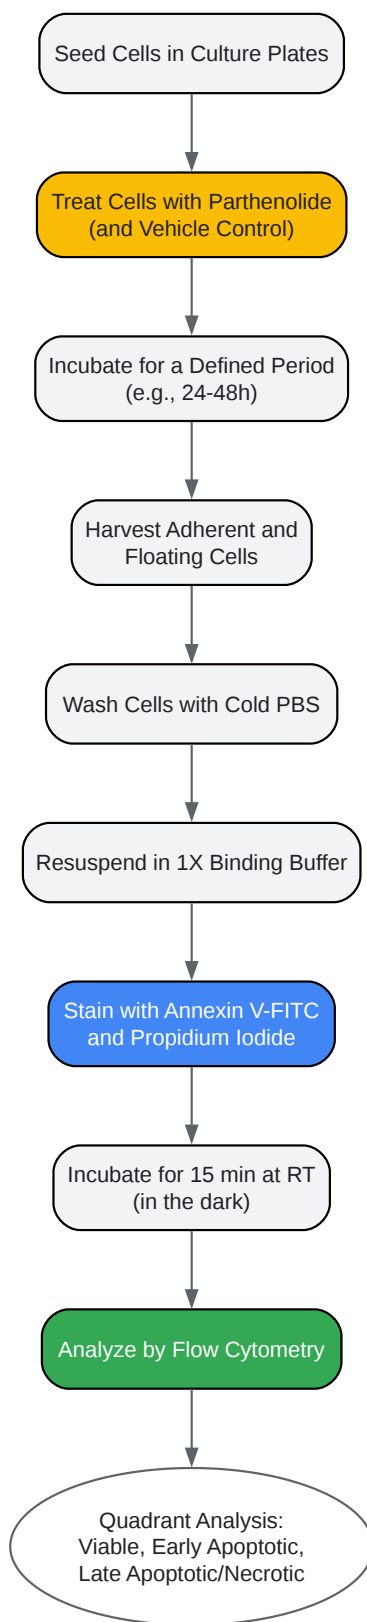 Seed Cells in Culture Plates
Treat Cells with Parthenolide
(and Vehicle Control)
Incubate for a Defined Period
(e.g., 24-48h)
Harvest Adherent and
Floating Cells
Wash Cells with Cold PBS
Resuspend in 1X Binding Buffer
Stain with Annexin V-FITC
and Propidium Iodide
Incubate for 15 min at RT
(in the dark)
Analyze by Flow Cytometry
Quadrant Analysis:
Viable, Early Apoptotic,
Late Apoptotic/Necrotic